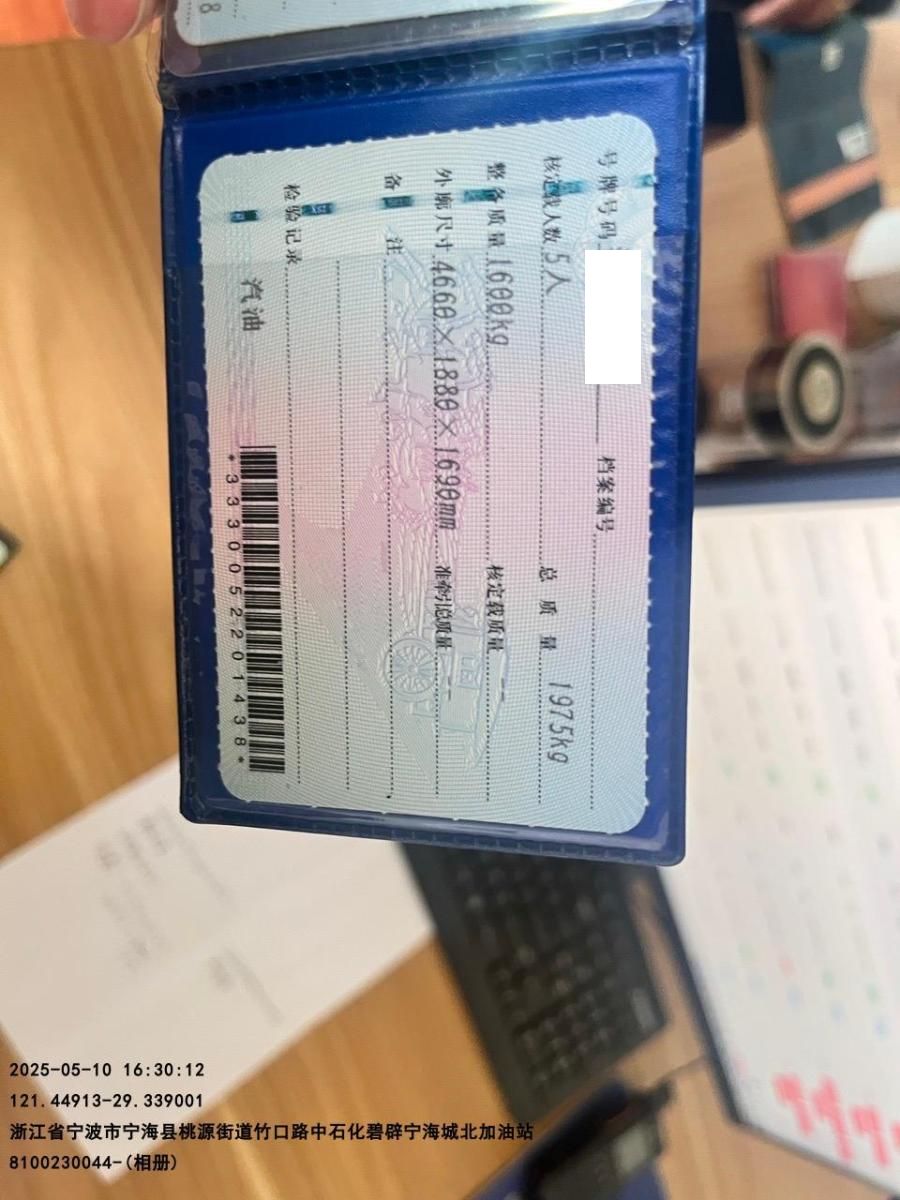 号牌号码 档案编号
核定载人数 5人 总质量 1975kg
整备质量 1600kg 核定载质量 --
外廓尺寸 4660×1880×1690mm 准牵引总质量 --
备注
检验记录
汽油
*3330052201438*
8
2025-05-10 16:30:12
121.44913-29.339001
浙江省宁波市宁海县桃源街道竹口路中石化碧辟宁海城北加油站
8100230044-(相册)